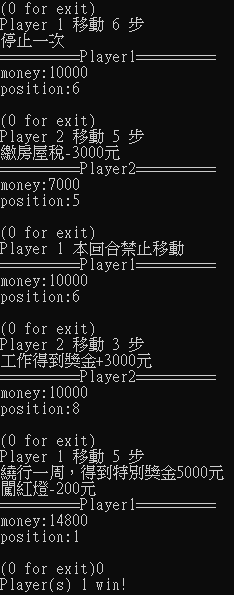 (0 for exit)
Player 1 移動 6 步
停止一次
==========Player1==========
money:10000
position:6
(0 for exit)
Player 2 移動 5 步
繳房屋稅-3000元
==========Player2==========
money:7000
position:5
(0 for exit)
Player 1 本回合禁止移動
==========Player1==========
money:10000
position:6
(0 for exit)
Player 2 移動 3 步
工作得到獎金+3000元
==========Player2==========
money:10000
position:8
(0 for exit)
Player 1 移動 5 步
繞行一周，得到特別獎金5000元
闖紅燈-200元
==========Player1==========
money:14800
position:1
(0 for exit)0
Player(s) 1 win!